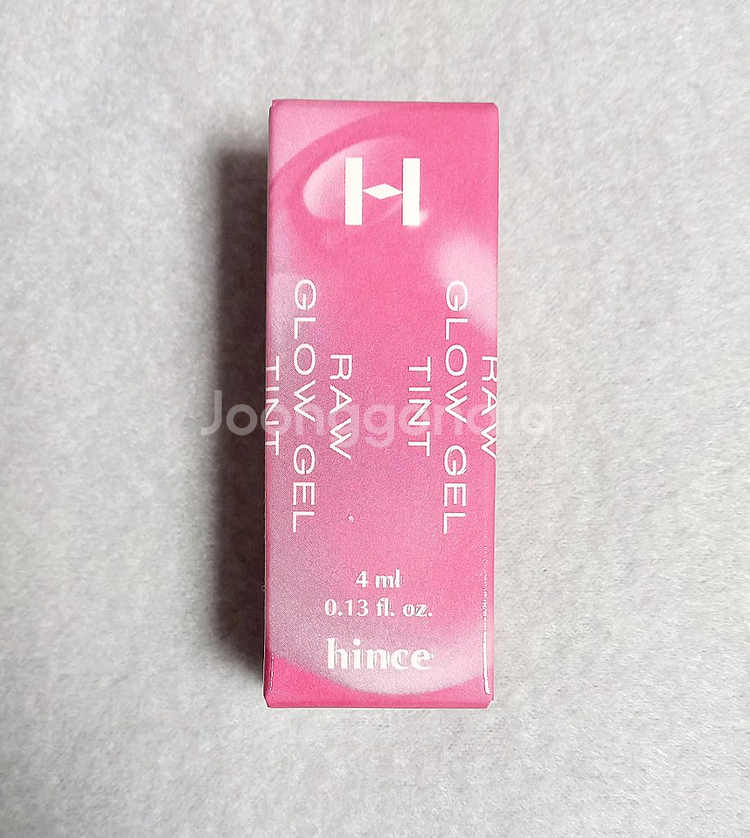 H
RAW
GLOW GEL
TINT
RAW
GLOW GEL
TINT
Joonggonara
4 ml
0.13 fl. oz.
hince